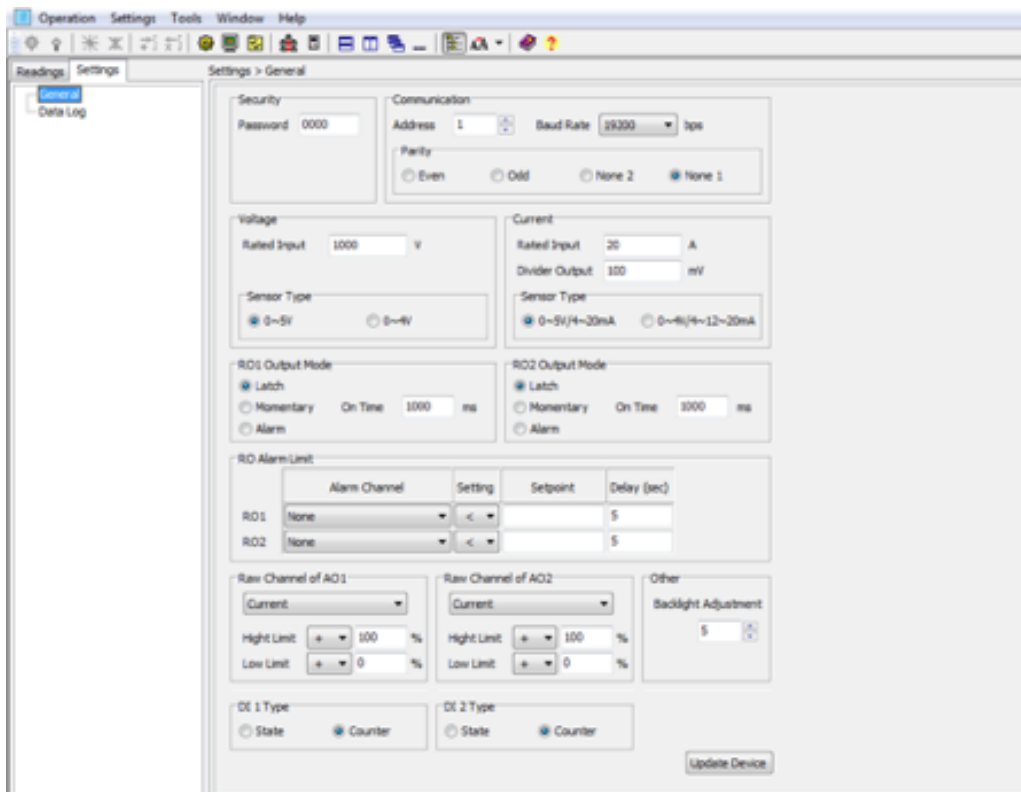 Operation Settings Tools Window Help
Readings Settings Settings > General
General
Data Log
Security
Password 0000
Communication
Address 1 Baud Rate 19200 bps
Parity
Even Odd None 2 None 1
Voltage
Rated Input 1000 V
Sensor Type
0~5V 0~4V
Current
Rated Input 20 A
Divider Output 100 mV
Sensor Type
0~5V/4~20mA 0~4V/4~12~20mA
RO1 Output Mode
Latch
Momentary On Time 1000 ms
Alarm
RO2 Output Mode
Latch
Momentary On Time 1000 ms
Alarm
RO Alarm Limit
Alarm Channel Setting Setpoint Delay (sec)
RO1 None < 5
RO2 None < 5
Raw Channel of AO1
Current
Hight Limit + 100 %
Low Limit + 0 %
Raw Channel of AO2
Current
Hight Limit + 100 %
Low Limit + 0 %
Other
Backlight Adjustment
5
DI 1 Type
State Counter
DI 2 Type
State Counter
Update Device